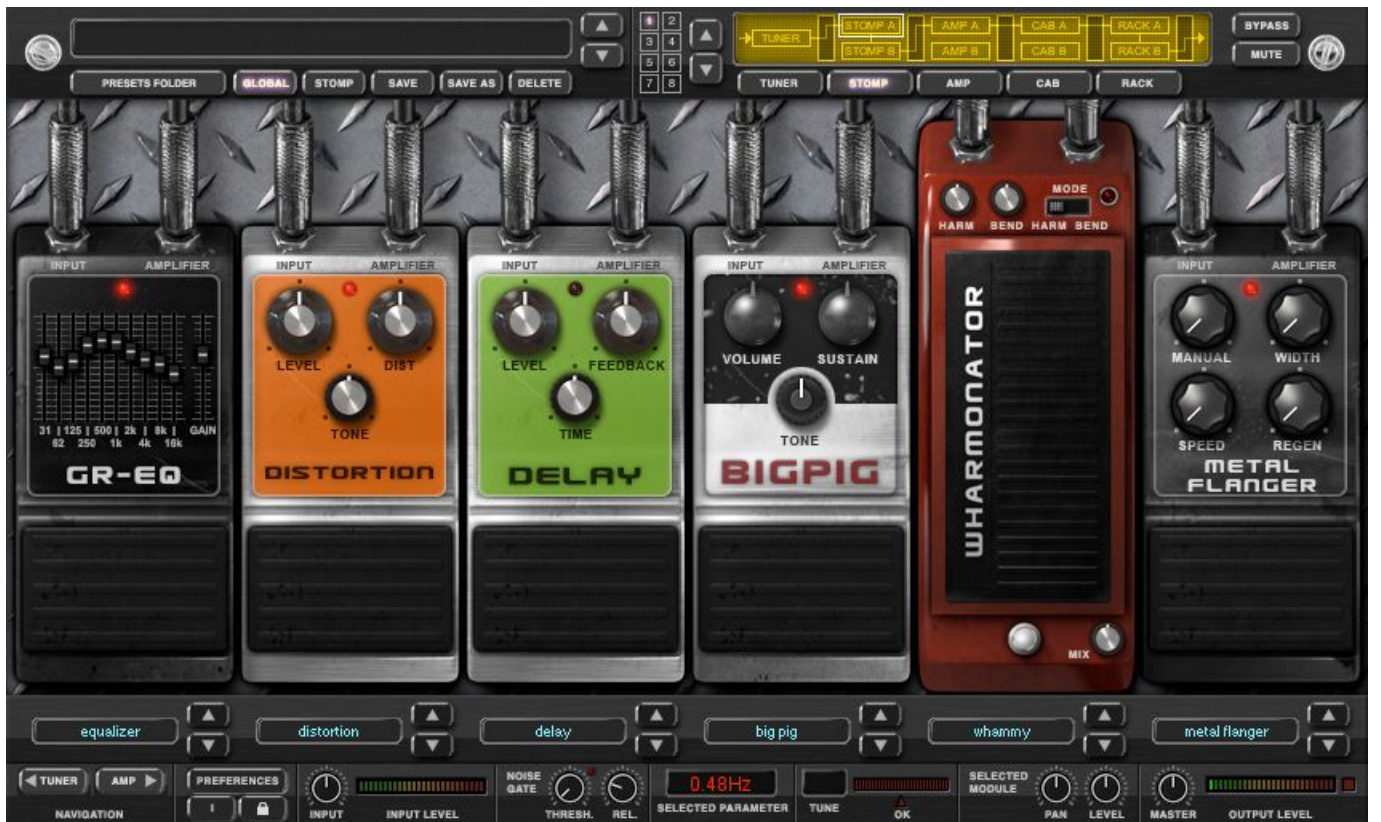 1 2
3 4
5 6
7 8
TUNER STOMP A AMP A CAB A RACK A
STOMP B AMP B CAB B RACK B
BYPASS
MUTE
PRESETS FOLDER GLOBAL STOMP SAVE SAVE AS DELETE
TUNER STOMP AMP CAB RACK
MODE
HARM BEND HARM BEND
INPUT AMPLIFIER
31 125 500 2k 8k GAIN
62 250 1k 4k 16k
GR-EQ
INPUT AMPLIFIER
LEVEL DIST
TONE
DISTORTION
INPUT AMPLIFIER
LEVEL FEEDBACK
TIME
DELAY
INPUT AMPLIFIER
VOLUME SUSTAIN
TONE
BIGPIG
WHARMONATOR
MIX
INPUT AMPLIFIER
MANUAL WIDTH
SPEED REGEN
METAL
FLANGER
equalizer distortion delay big pig whammy metal flanger
TUNER AMP
NAVIGATION
PREFERENCES
I
INPUT INPUT LEVEL
NOISE
GATE
THRESH. REL.
0.48Hz
SELECTED PARAMETER
TUNE OK
SELECTED
MODULE
PAN LEVEL
MASTER OUTPUT LEVEL